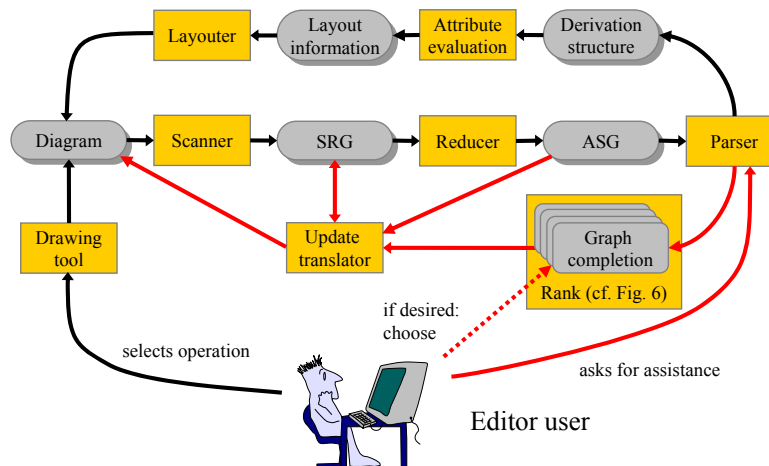 Layouter
Layout
information
Attribute
evaluation
Derivation
structure
Diagram
Scanner
SRG
Reducer
ASG
Parser
Drawing
tool
Update
translator
Graph
completion
Rank (cf. Fig. 6)
if desired:
choose
selects operation
asks for assistance
Editor user